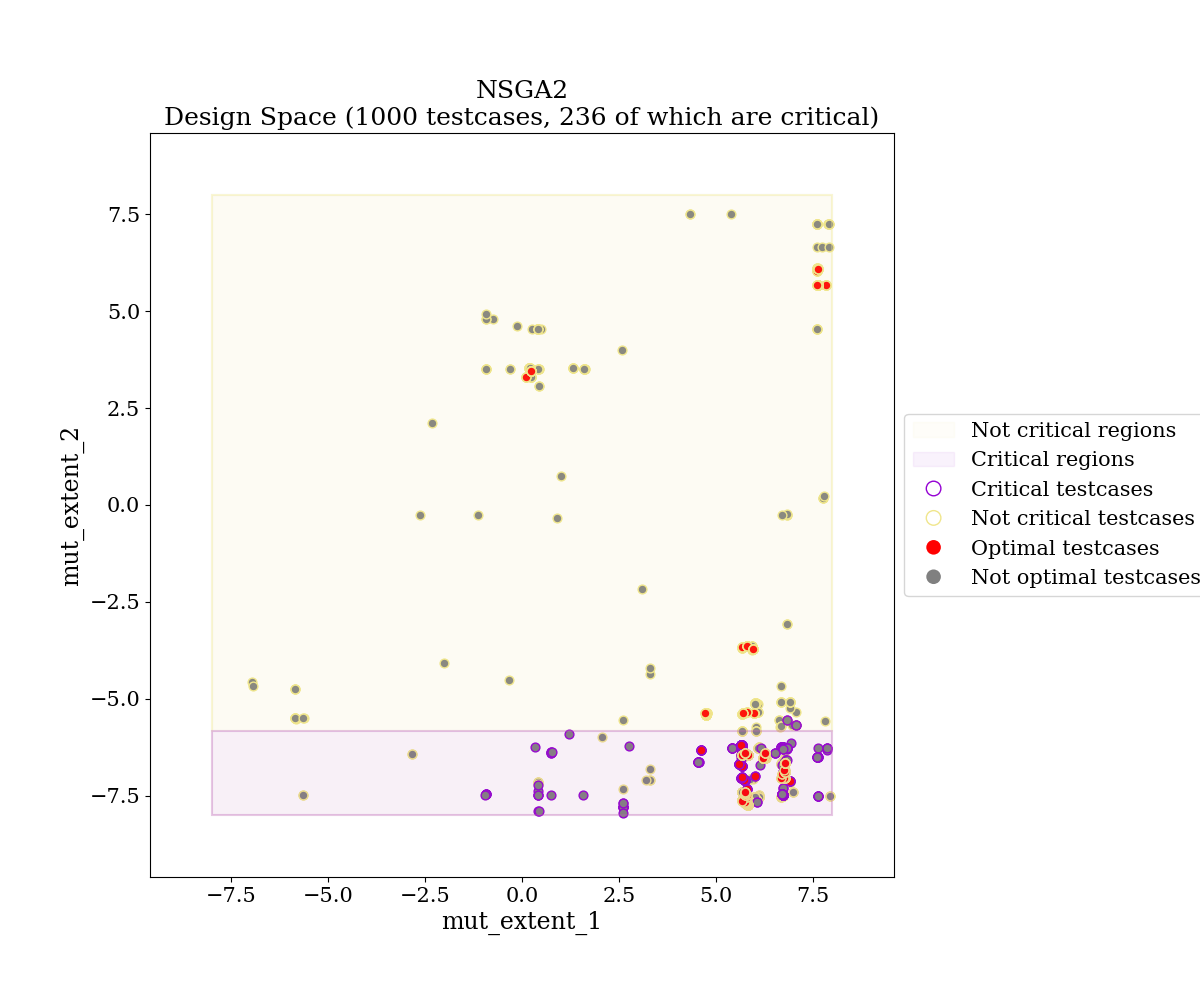 NSGA2
Design Space (1000 testcases, 236 of which are critical)
7.5
5.0
2.5
0.0
−2.5
−5.0
−7.5
mut_extent_2
−7.5 −5.0 −2.5 0.0 2.5 5.0 7.5
mut_extent_1
Not critical regions
Critical regions
Critical testcases
Not critical testcases
Optimal testcases
Not optimal testcases